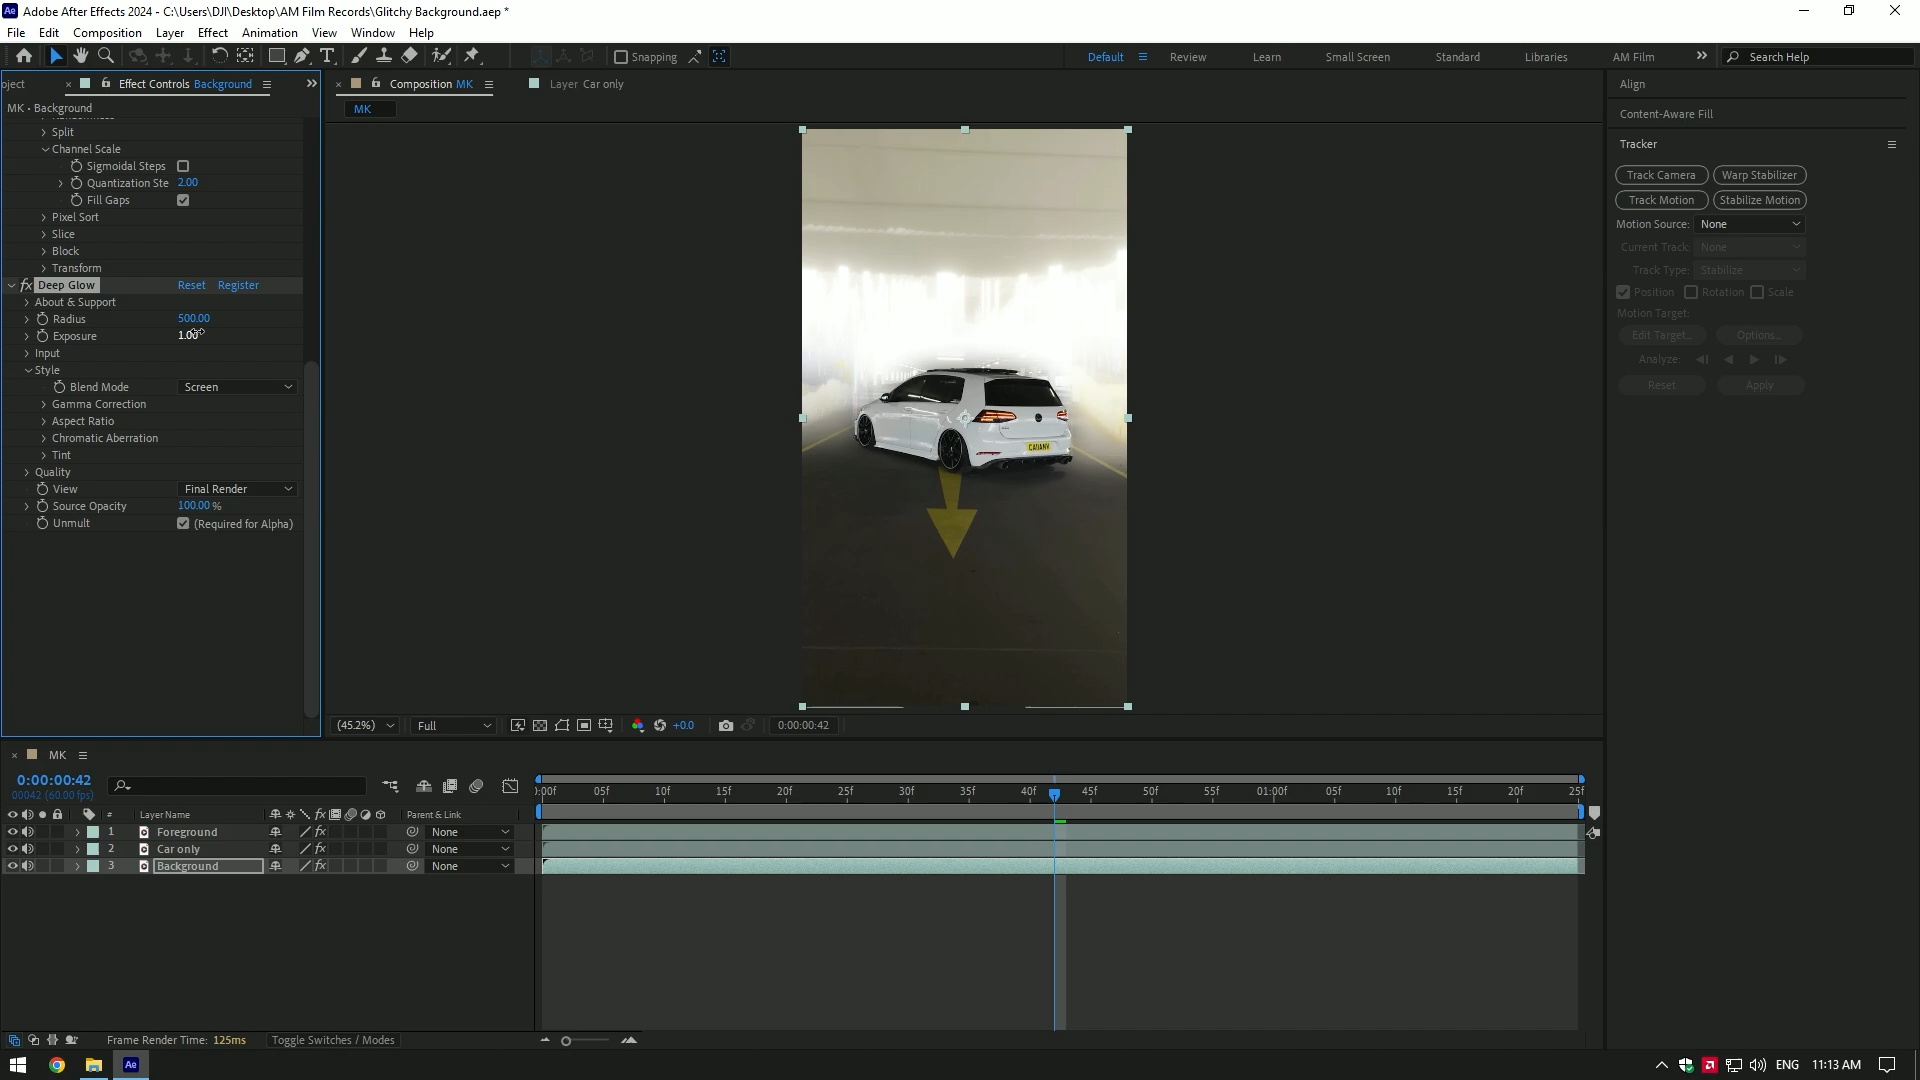 Adobe After Effects 2024 - C:\Users\DJI\Desktop\AM Film Records\Glitchy Background.aep *
File Edit Composition Layer Effect Animation View Window Help
Snapping Default Review Learn Small Screen Standard Libraries AM Film Search Help
oject Effect Controls Background Composition MK Layer Car only Align
MK • Background MK Content-Aware Fill
Split
Channel Scale Tracker
Sigmoidal Steps Track Camera Warp Stabilizer
Quantization Ste 2.00
Fill Gaps Track Motion Stabilize Motion
Pixel Sort Motion Source: None
Slice
Block Current Track: None
Transform Track Type: Stabilize
Deep Glow Reset Register Position Rotation Scale
About & Support Motion Target:
Radius 500.00
Exposure 1.00 Edit Target... Options...
Input Analyze:
Style
Blend Mode Screen Reset Apply
Gamma Correction
Aspect Ratio
Chromatic Aberration
Tint
Quality
View Final Render
Source Opacity 100.00 %
Unmult (Required for Alpha)
(45.2%) Full +0.0 0:00:00:42
MK
0:00:00:42
00042 (60.00 fps)
):00f 05f 10f 15f 20f 25f 30f 35f 40f 45f 50f 55f 01:00f 05f 10f 15f 20f 25f
# Layer Name fx Parent & Link
1 Foreground fx None
2 Car only fx None
3 Background fx None
Frame Render Time: 125ms Toggle Switches / Modes
Ae ENG 11:13 AM